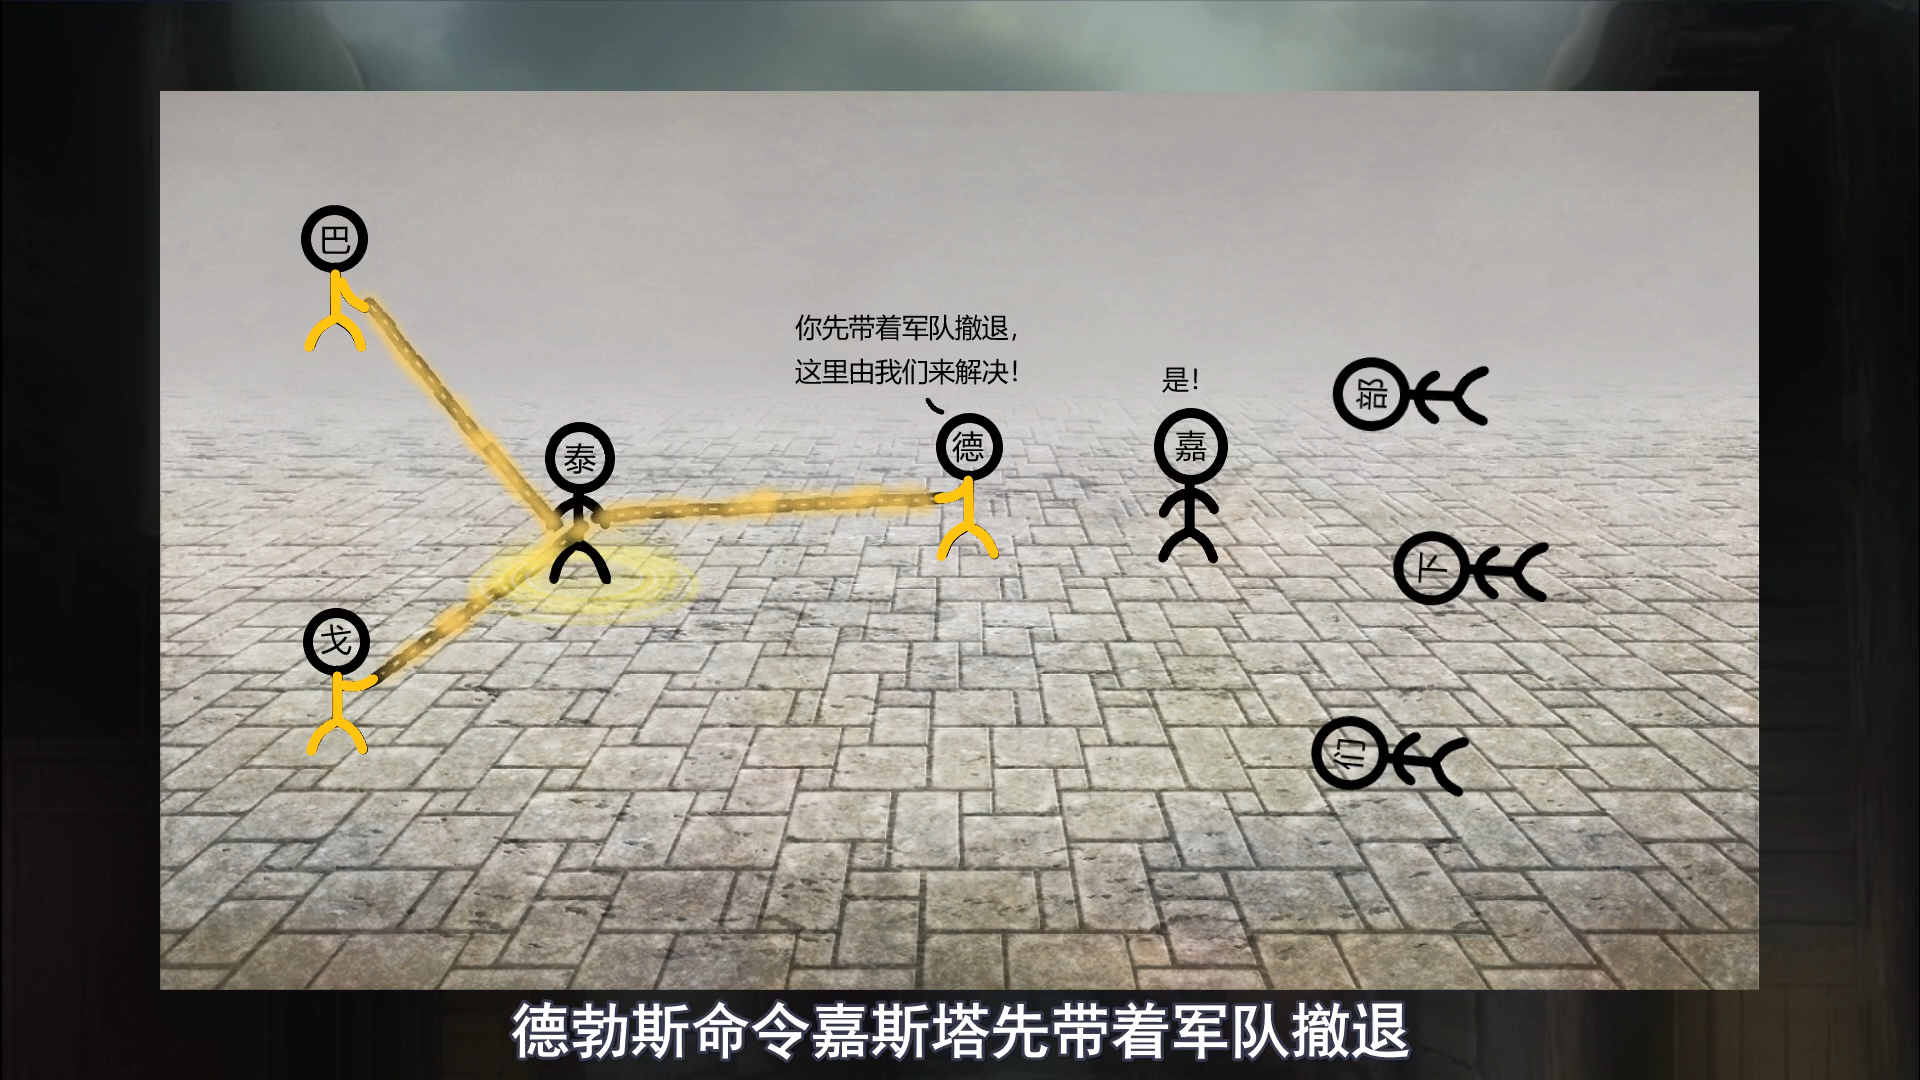 巴
你先带着军队撤退，
这里由我们来解决！
是！
部
泰
德
嘉
下
戈
们
德勃斯命令嘉斯塔先带着军队撤退